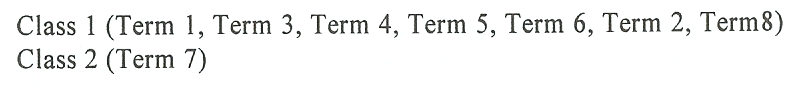 Class 1 (Term 1, Term 3, Term 4, Term 5, Term 6, Term 2, Term8)
Class 2 (Term 7)